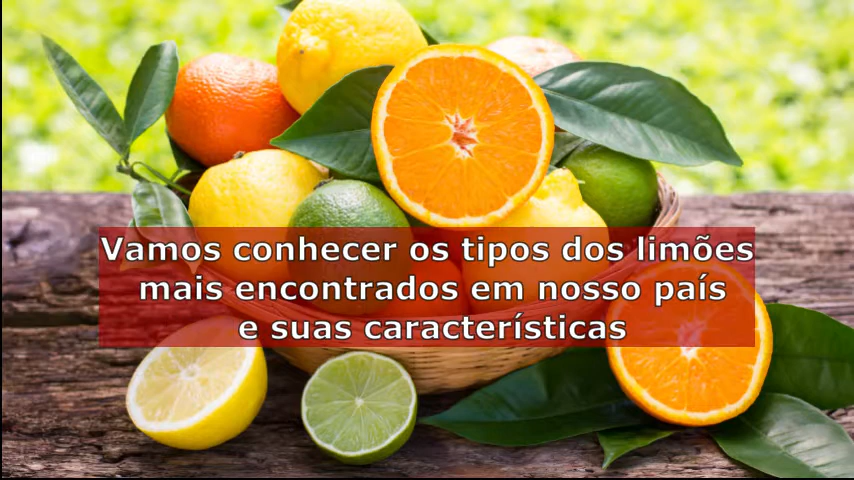 Vamos conhecer os tipos dos limões
mais encontrados em nosso país
e suas características